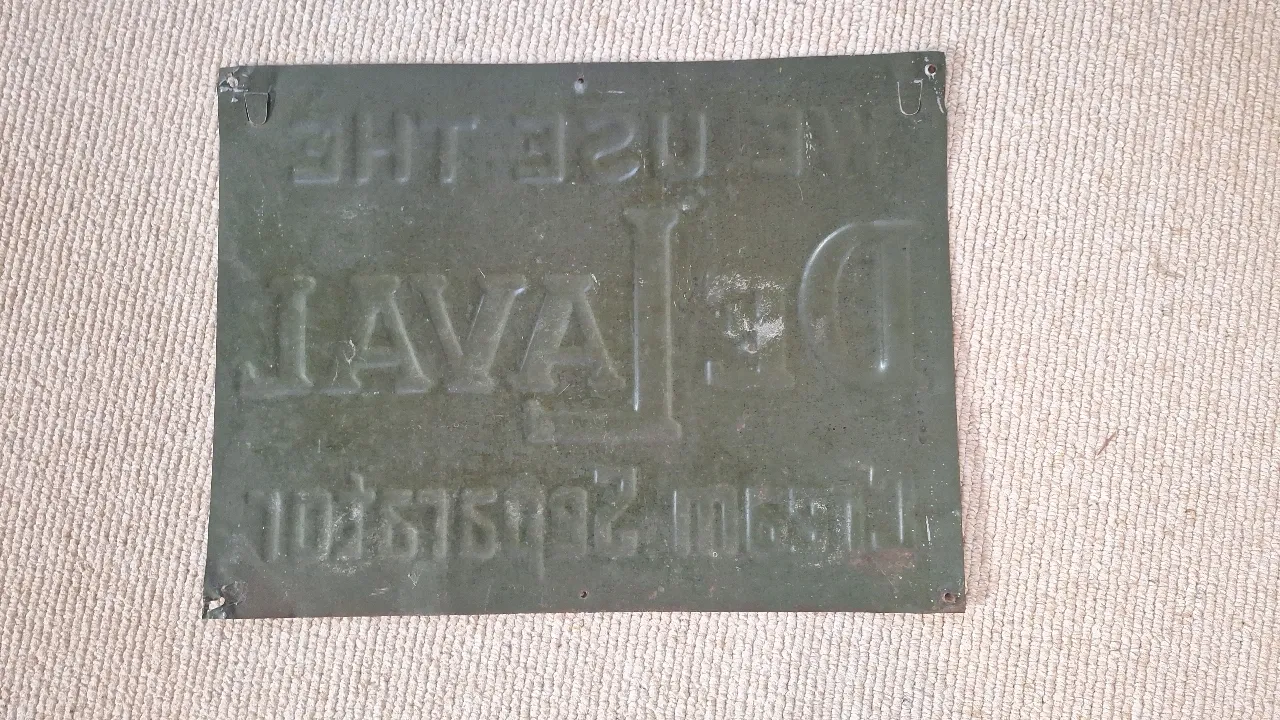 WE USE THE
DE LAVAL
Cream Separator